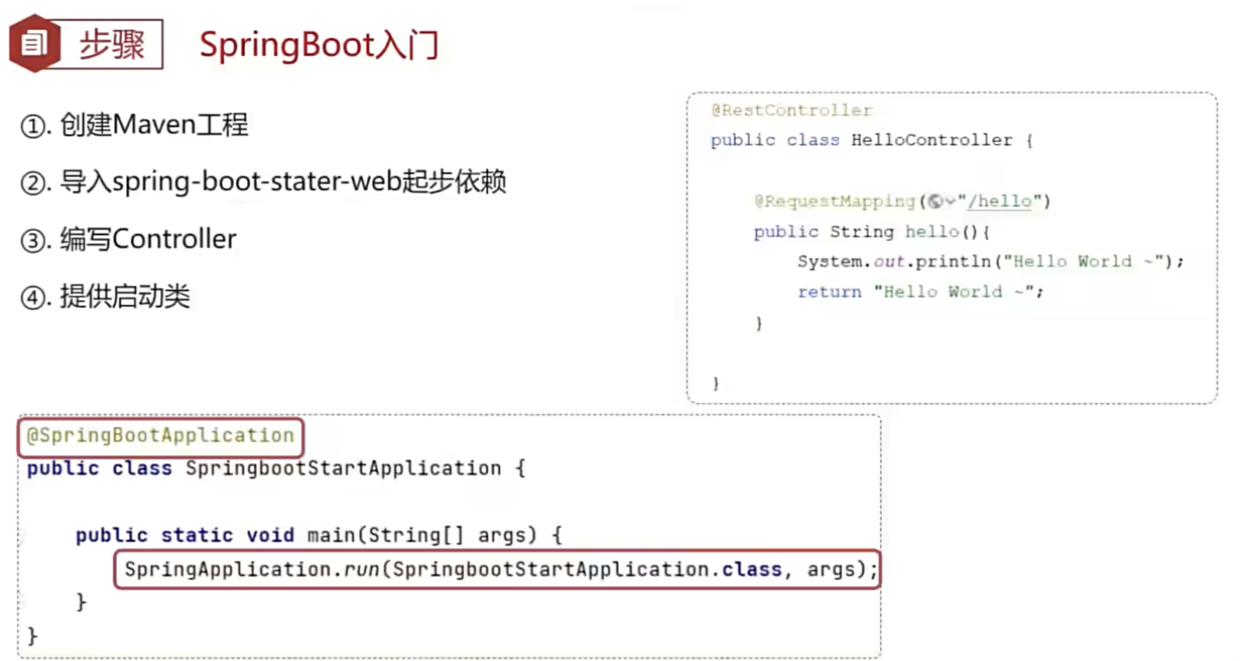 步骤 SpringBoot入门
①. 创建Maven工程
②. 导入spring-boot-stater-web起步依赖
③. 编写Controller
④. 提供启动类
@RestController
public class HelloController {
@RequestMapping("/hello")
public String hello(){
System.out.println("Hello World ~");
return "Hello World ~";
}
}
@SpringBootApplication
public class SpringbootStartApplication {
public static void main(String[] args) {
SpringApplication.run(SpringbootStartApplication.class, args);
}
}